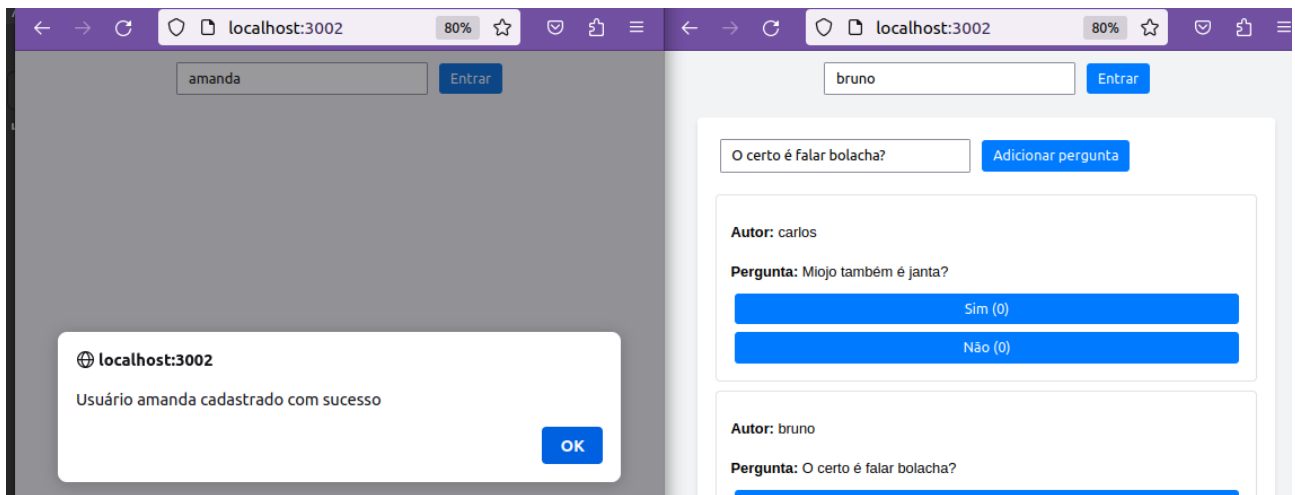 localhost:3002
80%
amanda
Entrar
localhost:3002
Usuário amanda cadastrado com sucesso
OK
localhost:3002
80%
bruno
Entrar
O certo é falar bolacha?
Adicionar pergunta
Autor: carlos
Pergunta: Miojo também é janta?
Sim (0)
Não (0)
Autor: bruno
Pergunta: O certo é falar bolacha?